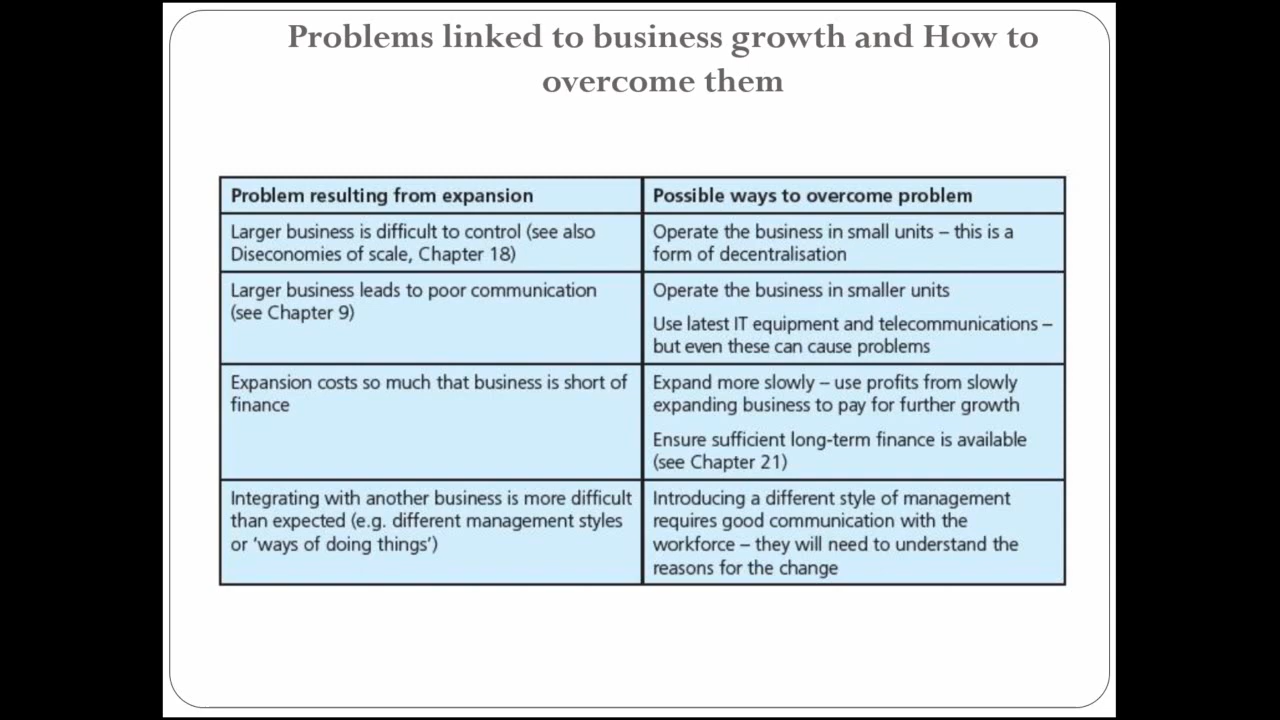 Problems linked to business growth and How to
overcome them
Problem resulting from expansion
Possible ways to overcome problem
Larger business is difficult to control (see also
Diseconomies of scale, Chapter 18)
Operate the business in small units – this is a
form of decentralisation
Larger business leads to poor communication
(see Chapter 9)
Operate the business in smaller units
Use latest IT equipment and telecommunications –
but even these can cause problems
Expansion costs so much that business is short of
finance
Expand more slowly – use profits from slowly
expanding business to pay for further growth
Ensure sufficient long-term finance is available
(see Chapter 21)
Integrating with another business is more difficult
than expected (e.g. different management styles
or ‘ways of doing things’)
Introducing a different style of management
requires good communication with the
workforce – they will need to understand the
reasons for the change